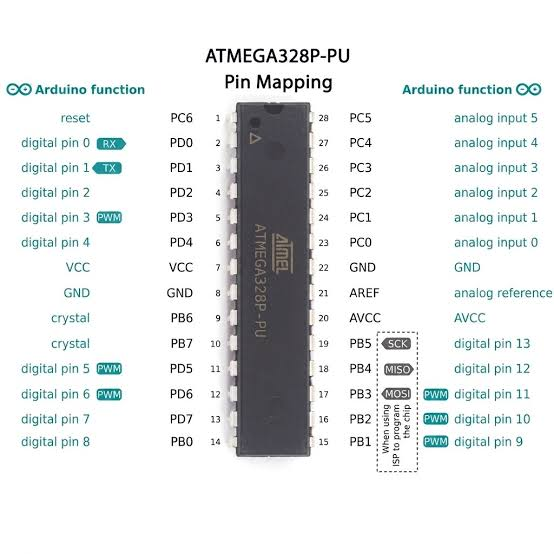 ATMEGA328P-PU
Pin Mapping
Arduino function
Arduino function
reset PC6 1 28 PC5 analog input 5
digital pin 0 RX PD0 2 27 PC4 analog input 4
digital pin 1 TX PD1 3 26 PC3 analog input 3
digital pin 2 PD2 4 25 PC2 analog input 2
digital pin 3 PWM PD3 5 24 PC1 analog input 1
digital pin 4 PD4 6 23 PC0 analog input 0
VCC VCC 7 22 GND GND
GND GND 8 21 AREF analog reference
crystal PB6 9 20 AVCC AVCC
crystal PB7 10 19 PB5 SCK digital pin 13
digital pin 5 PWM PD5 11 18 PB4 MISO digital pin 12
digital pin 6 PWM PD6 12 17 PB3 MOSI PWM digital pin 11
digital pin 7 PD7 13 16 PB2 PWM digital pin 10
digital pin 8 PB0 14 15 PB1 PWM digital pin 9
When using
ISP to program
the chip
ATMEL
ATMEGA328P-PU